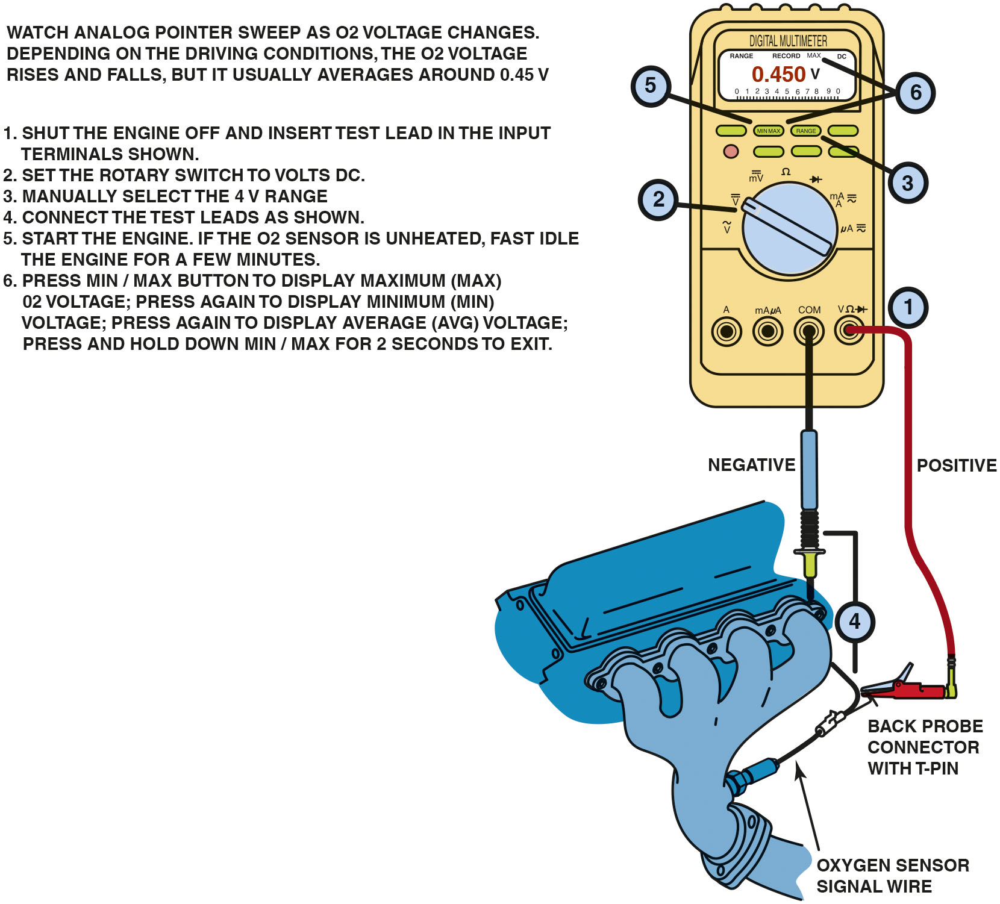 WATCH ANALOG POINTER SWEEP AS O2 VOLTAGE CHANGES.
DEPENDING ON THE DRIVING CONDITIONS, THE O2 VOLTAGE
RISES AND FALLS, BUT IT USUALLY AVERAGES AROUND 0.45 V
1. SHUT THE ENGINE OFF AND INSERT TEST LEAD IN THE INPUT
TERMINALS SHOWN.
2. SET THE ROTARY SWITCH TO VOLTS DC.
3. MANUALLY SELECT THE 4 V RANGE
4. CONNECT THE TEST LEADS AS SHOWN.
5. START THE ENGINE. IF THE O2 SENSOR IS UNHEATED, FAST IDLE
THE ENGINE FOR A FEW MINUTES.
6. PRESS MIN / MAX BUTTON TO DISPLAY MAXIMUM (MAX)
02 VOLTAGE; PRESS AGAIN TO DISPLAY MINIMUM (MIN)
VOLTAGE; PRESS AGAIN TO DISPLAY AVERAGE (AVG) VOLTAGE;
PRESS AND HOLD DOWN MIN / MAX FOR 2 SECONDS TO EXIT.
DIGITAL MULTIMETER
RANGE RECORD MAX DC
0.450 V
0 1 2 3 4 5 6 7 8 9 0
5
6
MIN MAX RANGE
3
2
mV
Ω
V
mA
A
V
µA
1
A mAµA COM VΩ
NEGATIVE
POSITIVE
4
BACK PROBE
CONNECTOR
WITH T-PIN
OXYGEN SENSOR
SIGNAL WIRE